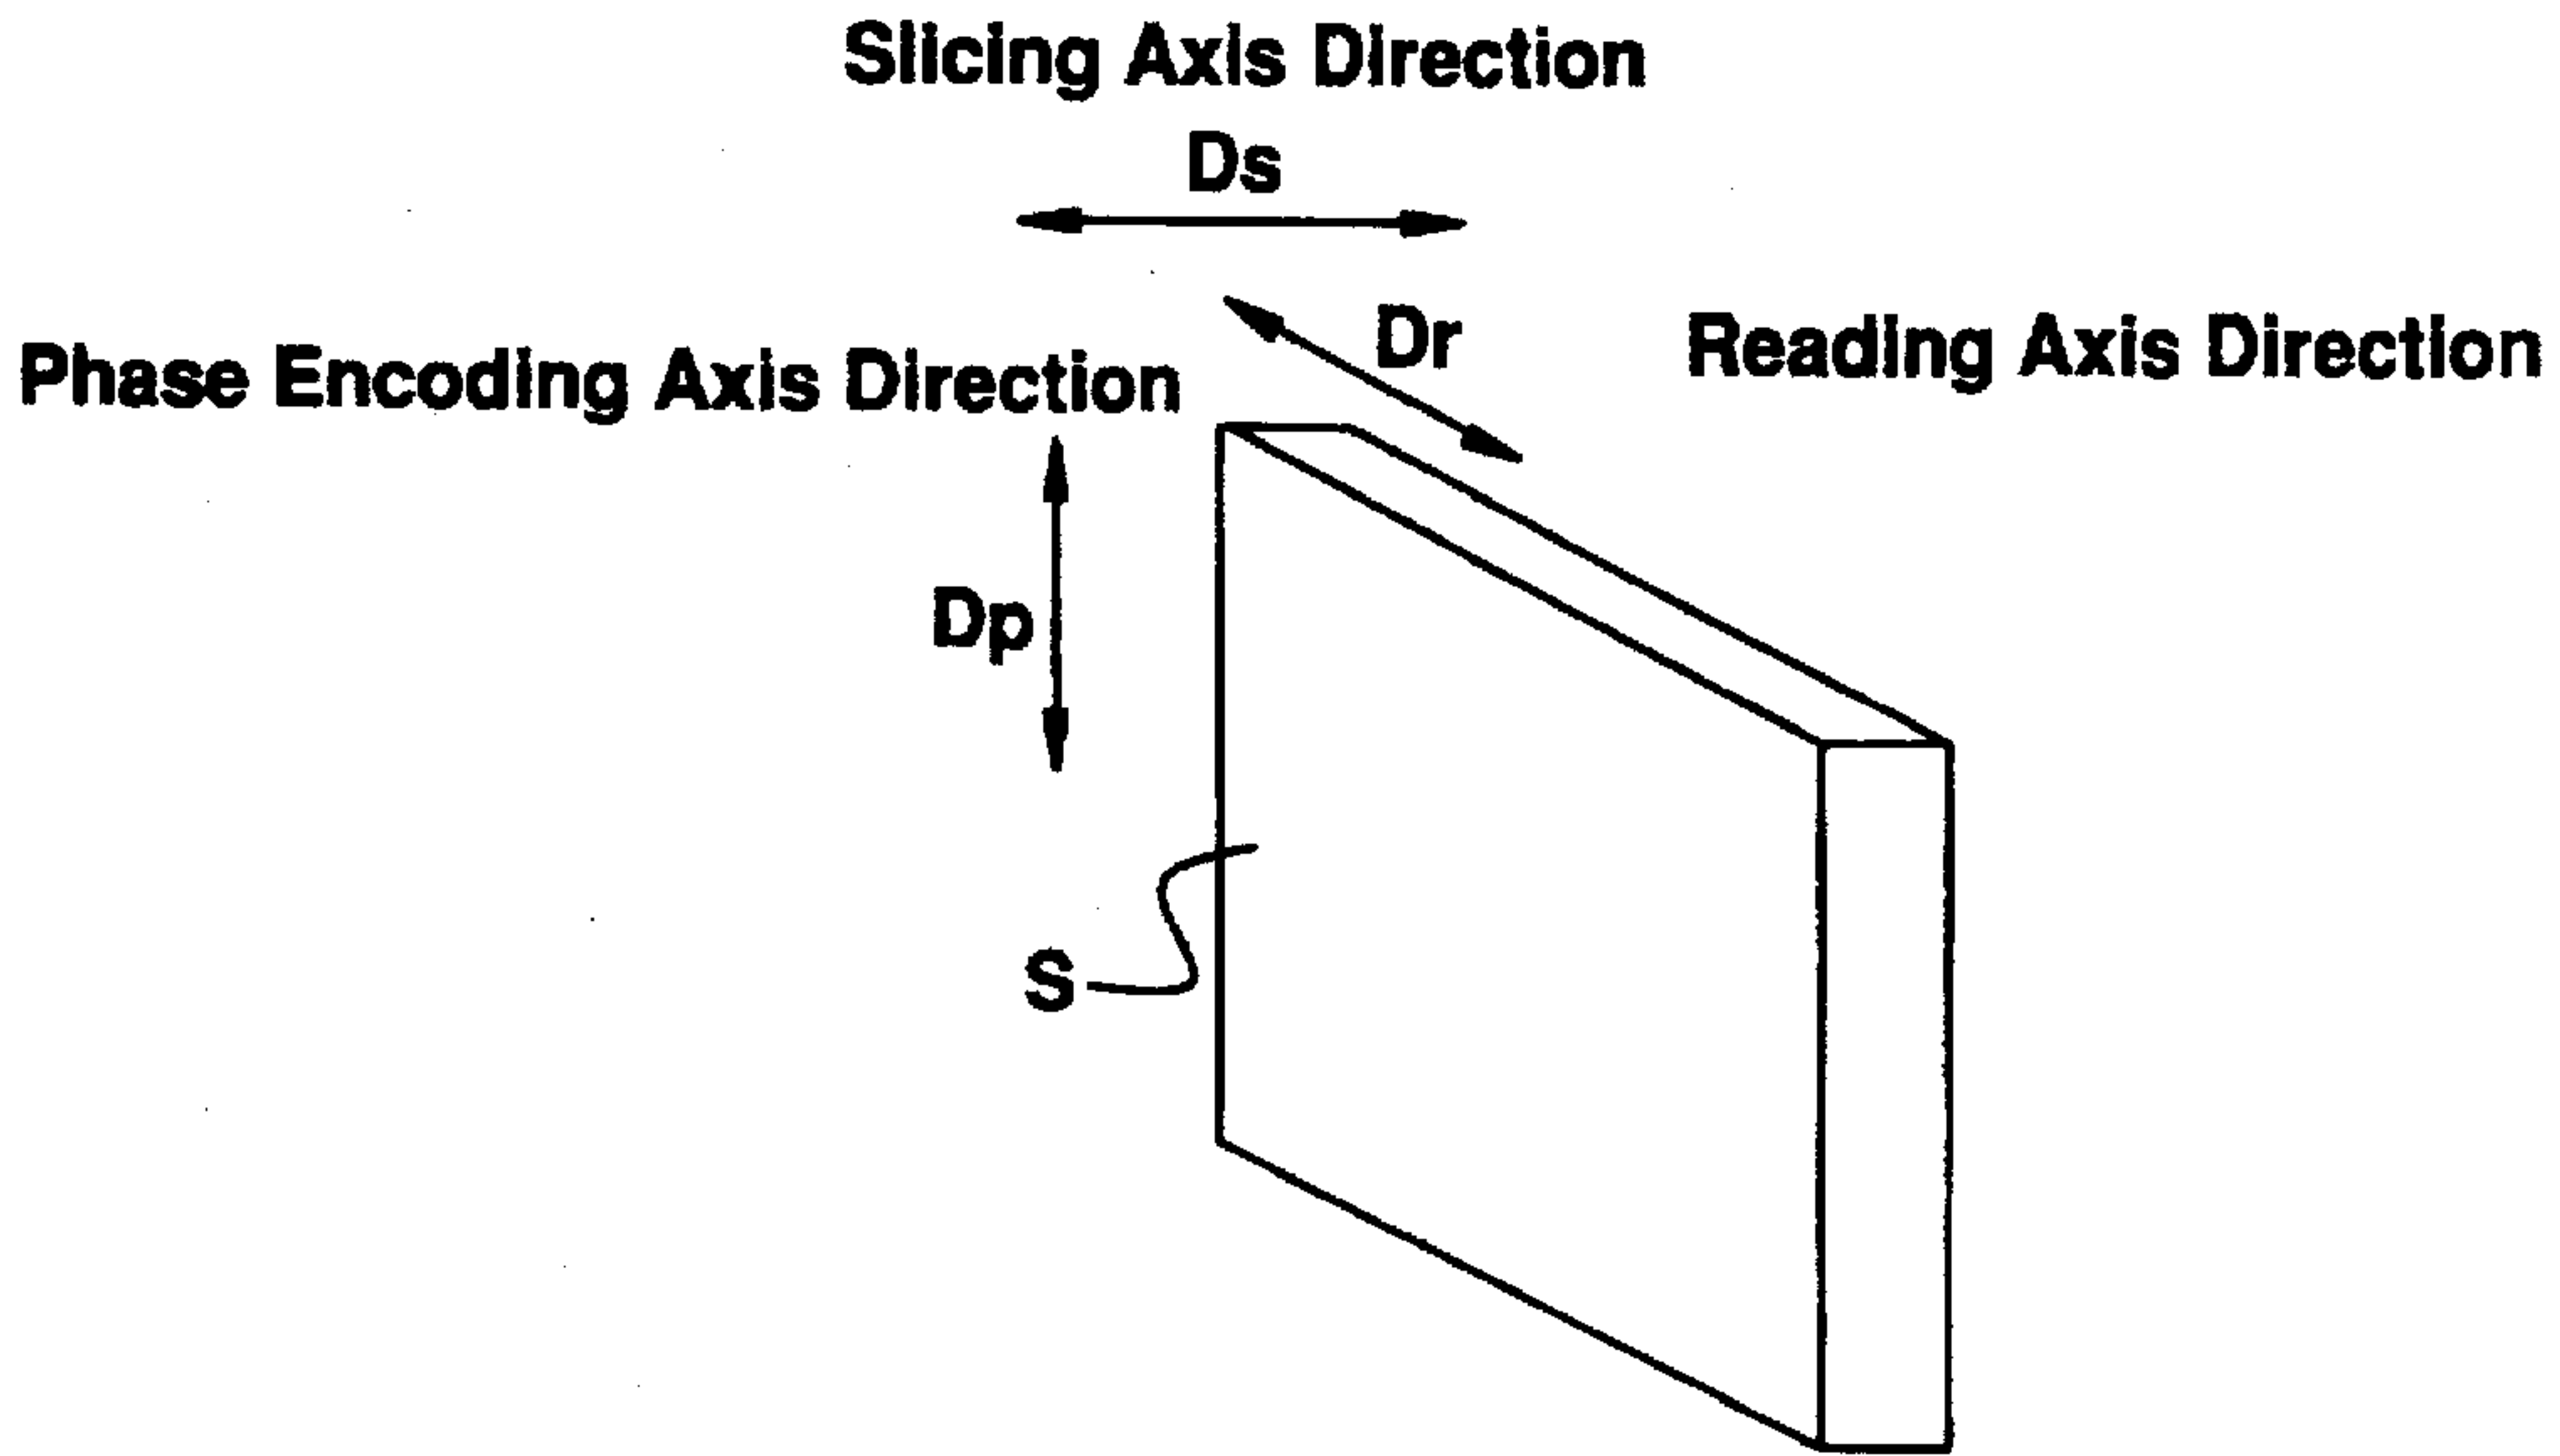 Slicing Axis Direction
Ds
Dr
Reading Axis Direction
Phase Encoding Axis Direction
Dp
S